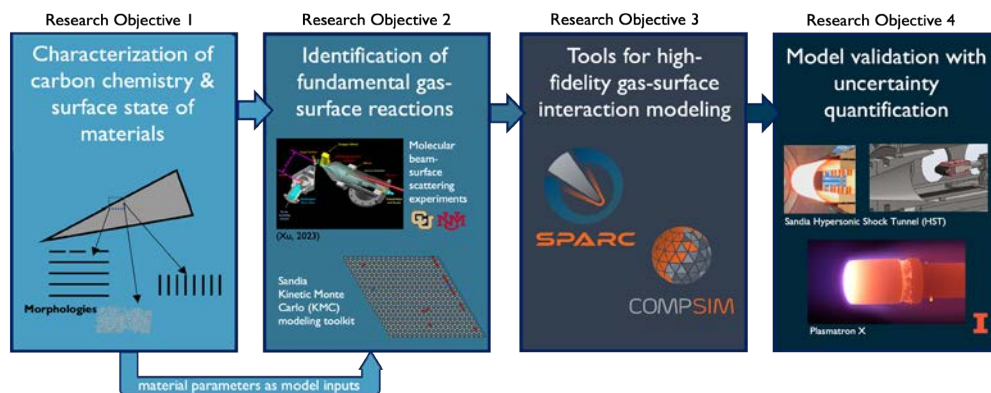 Research Objective 1
Characterization of
carbon chemistry &
surface state of
materials
Morphologies
Research Objective 2
Identification of
fundamental gas-
surface reactions
Molecular
beam-
surface
scattering
experiments
CU
NM
(Xu, 2023)
Sandia
Kinetic Monte
Carlo (KMC)
modeling toolkit
material parameters as model inputs
Research Objective 3
Tools for high-
fidelity gas-surface
interaction modeling
SPARC
COMPSIM
Research Objective 4
Model validation with
uncertainty
quantification
Sandia Hypersonic Shock Tunnel (HST)
Plasmatron X
I